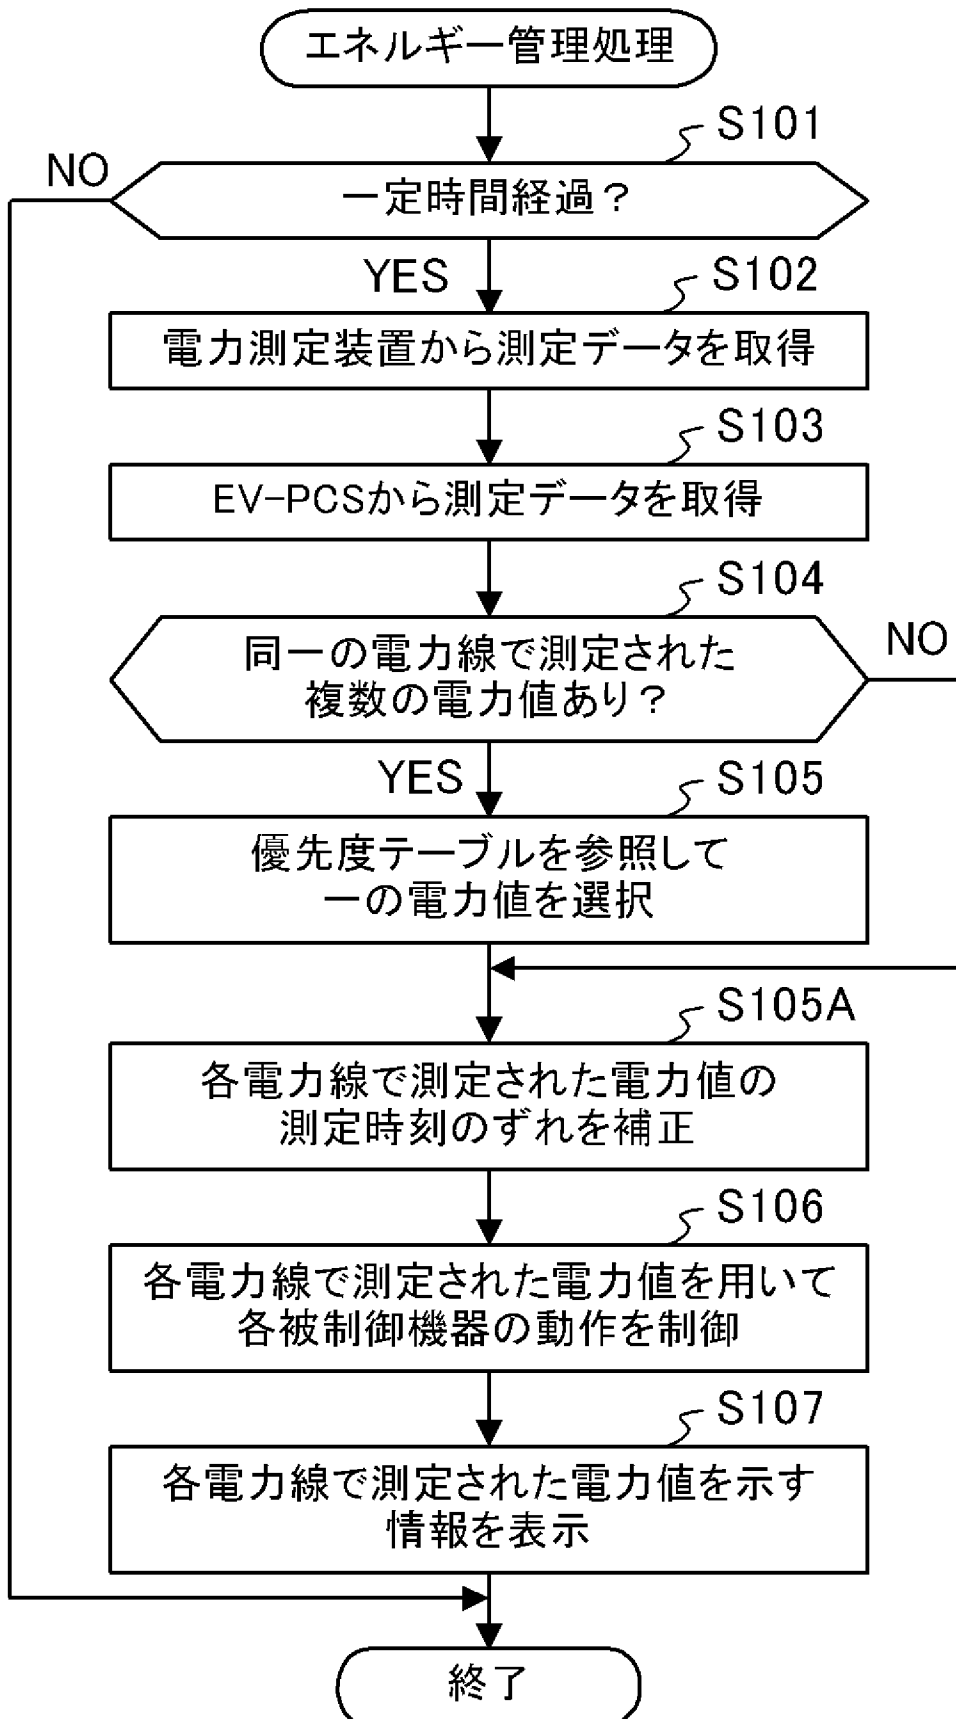 エネルギー管理処理
S101
NO
一定時間経過?
YES
S102
電力測定装置から測定データを取得
S103
EV-PCSから測定データを取得
S104
同一の電力線で測定された
複数の電力値あり?
NO
YES
S105
優先度テーブルを参照して
一の電力値を選択
S105A
各電力線で測定された電力値の
測定時刻のずれを補正
S106
各電力線で測定された電力値を用いて
各被制御機器の動作を制御
S107
各電力線で測定された電力値を示す
情報を表示
終了